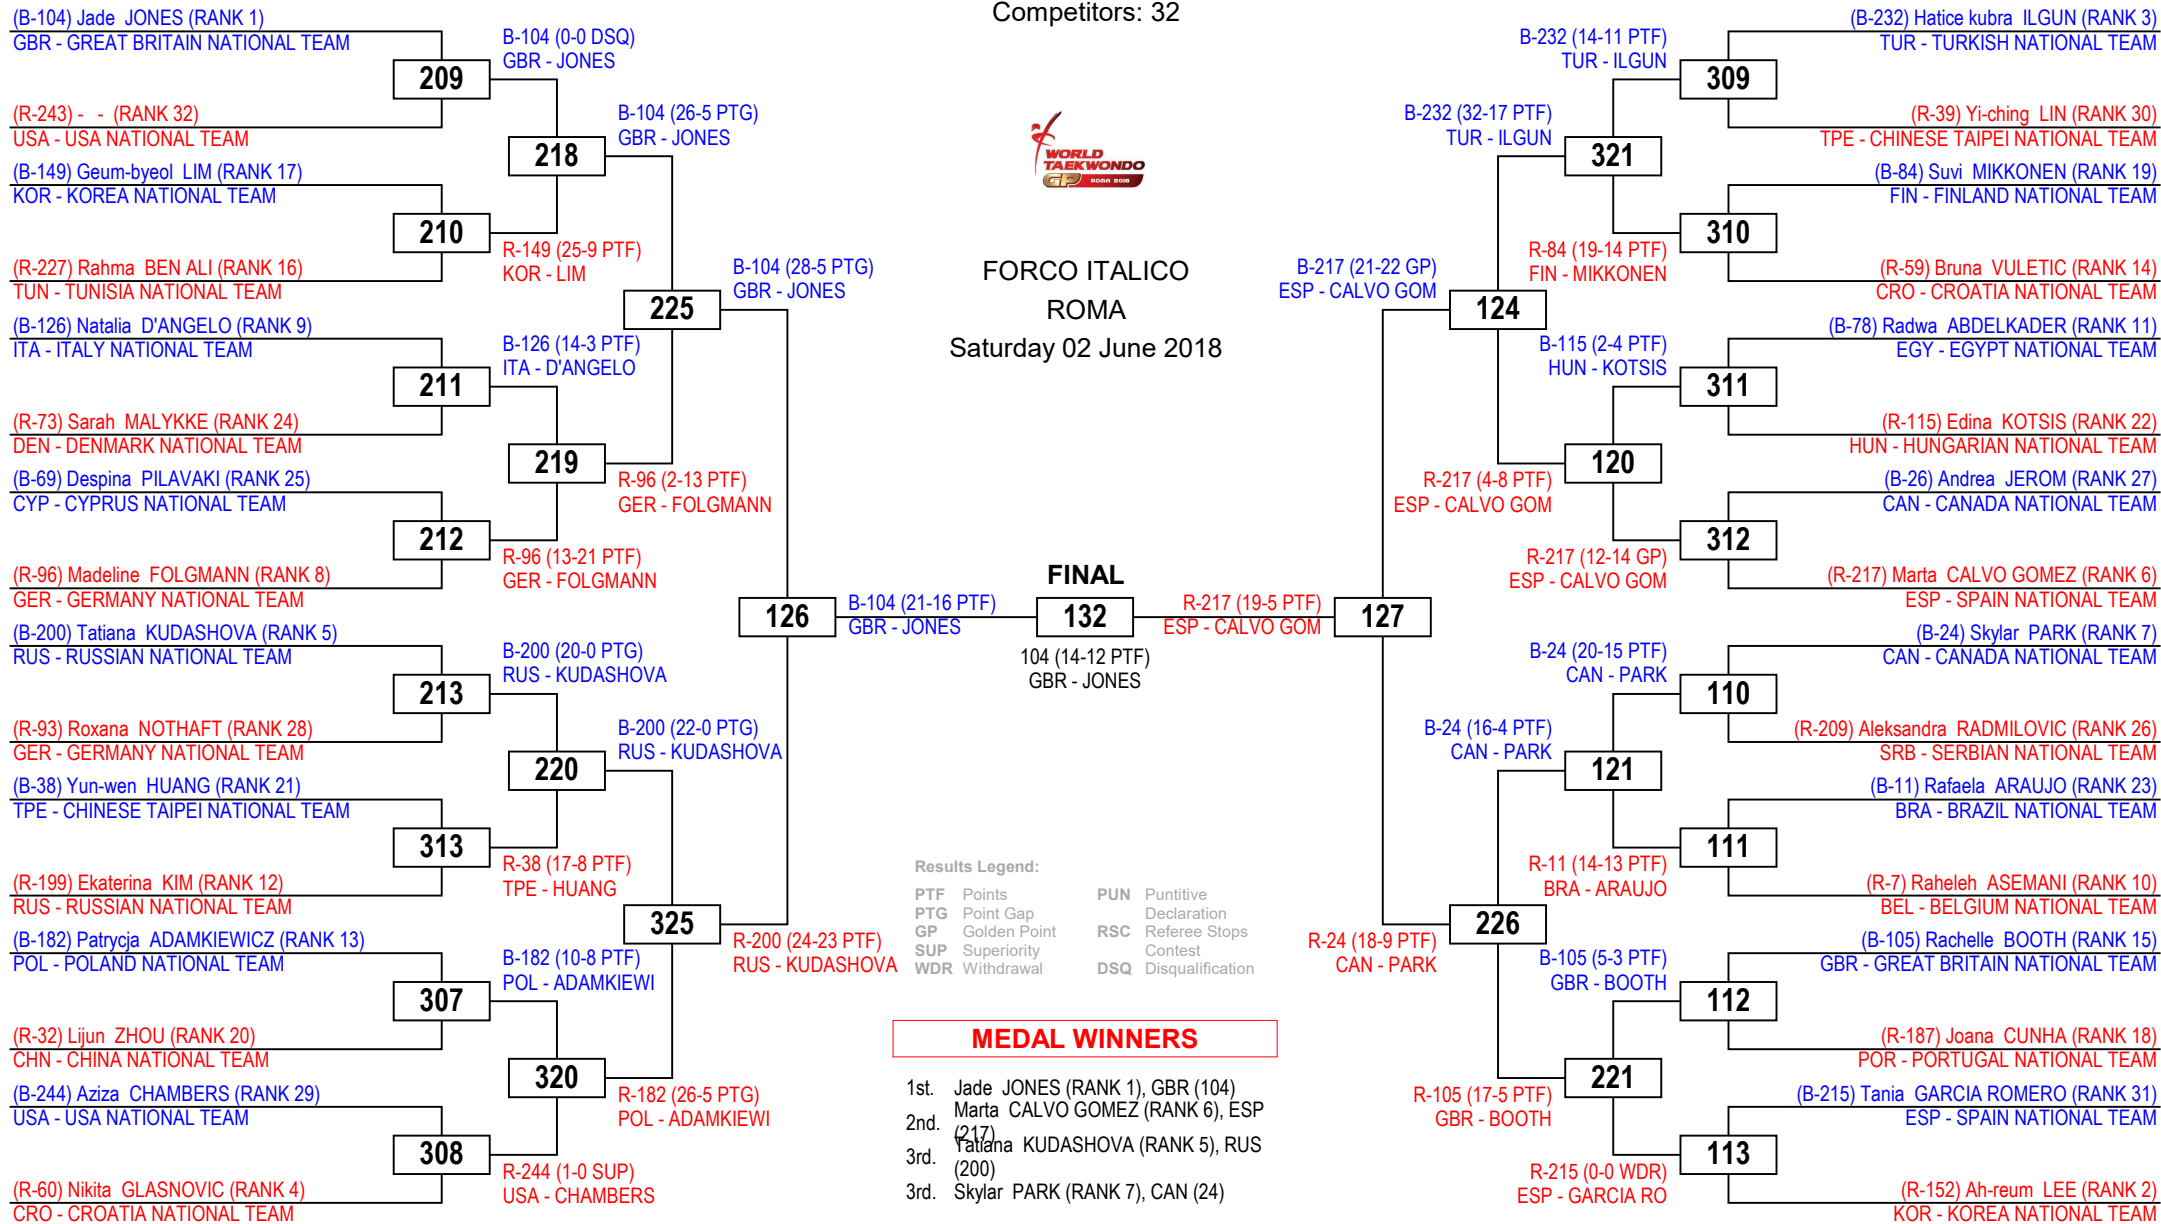 Competitors: 32
(B-104) Jade JONES (RANK 1)
GBR - GREAT BRITAIN NATIONAL TEAM
209
(R-243) - - (RANK 32)
USA - USA NATIONAL TEAM
(B-149) Geum-byeol LIM (RANK 17)
KOR - KOREA NATIONAL TEAM
210
(R-227) Rahma BEN ALI (RANK 16)
TUN - TUNISIA NATIONAL TEAM
(B-126) Natalia D'ANGELO (RANK 9)
ITA - ITALY NATIONAL TEAM
211
(R-73) Sarah MALYKKE (RANK 24)
DEN - DENMARK NATIONAL TEAM
(B-69) Despina PILAVAKI (RANK 25)
CYP - CYPRUS NATIONAL TEAM
212
(R-96) Madeline FOLGMANN (RANK 8)
GER - GERMANY NATIONAL TEAM
(B-200) Tatiana KUDASHOVA (RANK 5)
RUS - RUSSIAN NATIONAL TEAM
213
(R-93) Roxana NOTHAFT (RANK 28)
GER - GERMANY NATIONAL TEAM
(B-38) Yun-wen HUANG (RANK 21)
TPE - CHINESE TAIPEI NATIONAL TEAM
313
(R-199) Ekaterina KIM (RANK 12)
RUS - RUSSIAN NATIONAL TEAM
(B-182) Patrycja ADAMKIEWICZ (RANK 13)
POL - POLAND NATIONAL TEAM
307
(R-32) Lijun ZHOU (RANK 20)
CHN - CHINA NATIONAL TEAM
(B-244) Aziza CHAMBERS (RANK 29)
USA - USA NATIONAL TEAM
308
(R-60) Nikita GLASNOVIC (RANK 4)
CRO - CROATIA NATIONAL TEAM
B-104 (0-0 DSQ)
GBR - JONES
218
R-149 (25-9 PTF)
KOR - LIM
B-126 (14-3 PTF)
ITA - D'ANGELO
219
R-96 (13-21 PTF)
GER - FOLGMANN
B-200 (20-0 PTG)
RUS - KUDASHOVA
220
R-38 (17-8 PTF)
TPE - HUANG
B-182 (10-8 PTF)
POL - ADAMKIEWI
320
R-244 (1-0 SUP)
USA - CHAMBERS
B-104 (26-5 PTG)
GBR - JONES
225
R-96 (2-13 PTF)
GER - FOLGMANN
B-200 (22-0 PTG)
RUS - KUDASHOVA
325
R-182 (26-5 PTG)
POL - ADAMKIEWI
B-104 (28-5 PTG)
GBR - JONES
126
R-200 (24-23 PTF)
RUS - KUDASHOVA
B-104 (21-16 PTF)
GBR - JONES
WORLD
TAEKWONDO
GP ROMA 2018
FORCO ITALICO
ROMA
Saturday 02 June 2018
FINAL
132
104 (14-12 PTF)
GBR - JONES
R-217 (19-5 PTF)
ESP - CALVO GOM
127
B-217 (21-22 GP)
ESP - CALVO GOM
124
R-24 (18-9 PTF)
CAN - PARK
226
B-232 (32-17 PTF)
TUR - ILGUN
321
R-217 (4-8 PTF)
ESP - CALVO GOM
120
B-24 (16-4 PTF)
CAN - PARK
121
R-105 (17-5 PTF)
GBR - BOOTH
221
B-232 (14-11 PTF)
TUR - ILGUN
R-84 (19-14 PTF)
FIN - MIKKONEN
B-115 (2-4 PTF)
HUN - KOTSIS
R-217 (12-14 GP)
ESP - CALVO GOM
B-24 (20-15 PTF)
CAN - PARK
R-11 (14-13 PTF)
BRA - ARAUJO
B-105 (5-3 PTF)
GBR - BOOTH
R-215 (0-0 WDR)
ESP - GARCIA RO
(B-232) Hatice kubra ILGUN (RANK 3)
TUR - TURKISH NATIONAL TEAM
309
(R-39) Yi-ching LIN (RANK 30)
TPE - CHINESE TAIPEI NATIONAL TEAM
(B-84) Suvi MIKKONEN (RANK 19)
FIN - FINLAND NATIONAL TEAM
310
(R-59) Bruna VULETIC (RANK 14)
CRO - CROATIA NATIONAL TEAM
(B-78) Radwa ABDELKADER (RANK 11)
EGY - EGYPT NATIONAL TEAM
311
(R-115) Edina KOTSIS (RANK 22)
HUN - HUNGARIAN NATIONAL TEAM
(B-26) Andrea JEROM (RANK 27)
CAN - CANADA NATIONAL TEAM
312
(R-217) Marta CALVO GOMEZ (RANK 6)
ESP - SPAIN NATIONAL TEAM
(B-24) Skylar PARK (RANK 7)
CAN - CANADA NATIONAL TEAM
110
(R-209) Aleksandra RADMILOVIC (RANK 26)
SRB - SERBIAN NATIONAL TEAM
(B-11) Rafaela ARAUJO (RANK 23)
BRA - BRAZIL NATIONAL TEAM
111
(R-7) Raheleh ASEMANI (RANK 10)
BEL - BELGIUM NATIONAL TEAM
(B-105) Rachelle BOOTH (RANK 15)
GBR - GREAT BRITAIN NATIONAL TEAM
112
(R-187) Joana CUNHA (RANK 18)
POR - PORTUGAL NATIONAL TEAM
(B-215) Tania GARCIA ROMERO (RANK 31)
ESP - SPAIN NATIONAL TEAM
113
(R-152) Ah-reum LEE (RANK 2)
KOR - KOREA NATIONAL TEAM
Results Legend:
PTF Points
PTG Point Gap
GP Golden Point
SUP Superiority
WDR Withdrawal
PUN Puntitive
Declaration
RSC Referee Stops
Contest
DSQ Disqualification
MEDAL WINNERS
1st. Jade JONES (RANK 1), GBR (104)
2nd. Marta CALVO GOMEZ (RANK 6), ESP
(217)
3rd. Tatiana KUDASHOVA (RANK 5), RUS
(200)
3rd. Skylar PARK (RANK 7), CAN (24)